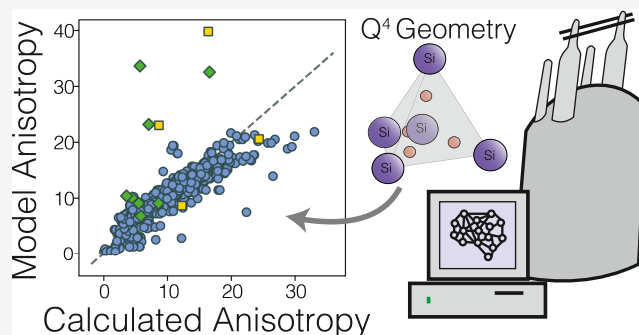 Model Anisotropy
40
30
20
10
0
0 10 20 30
Calculated Anisotropy
Q⁴ Geometry
Si
Si
Si
Si
Si